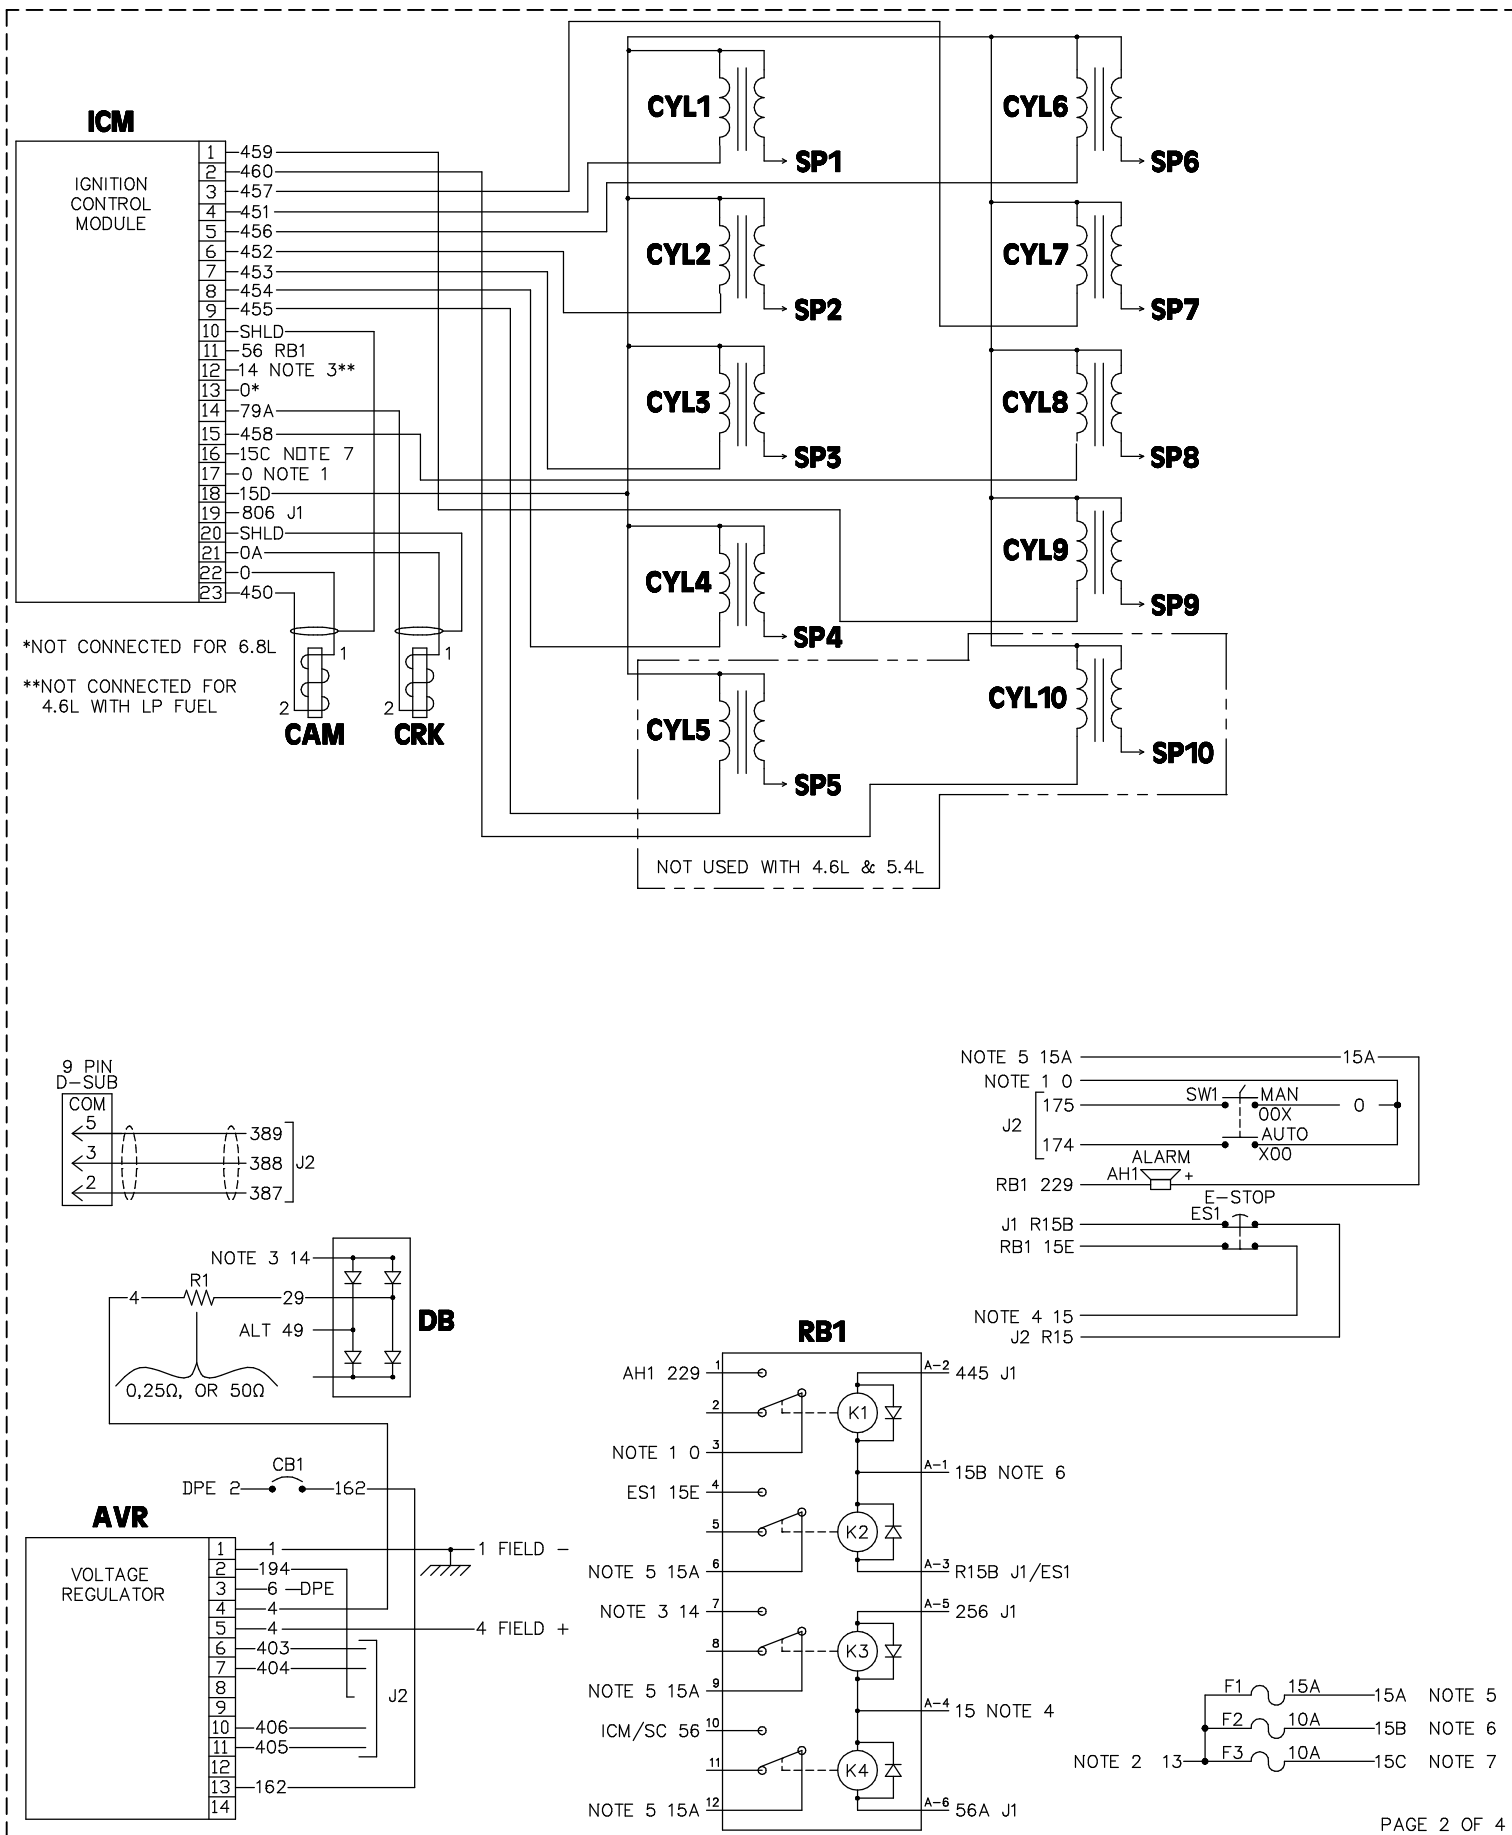 ICM
IGNITION
CONTROL
MODULE
1 459
2 460
3 457
4 451
5 456
6 452
7 453
8 454
9 455
10 SHLD
11 56 RB1
12 14 NOTE 3**
13 0*
14 79A
15 458
16 15C NOTE 7
17 0 NOTE 1
18 15D
19 806 J1
20 SHLD
21 0A
22 0
23 450
*NOT CONNECTED FOR 6.8L
**NOT CONNECTED FOR
4.6L WITH LP FUEL
1
2
CAM
1
2
CRK
CYL1
SP1
CYL2
SP2
CYL3
SP3
CYL4
SP4
CYL5
SP5
CYL6
SP6
CYL7
SP7
CYL8
SP8
CYL9
SP9
CYL10
SP10
NOT USED WITH 4.6L & 5.4L
9 PIN
D-SUB
COM
5 389
3 388
2 387
J2
NOTE 3 14
R1
4 29
ALT 49
DB
0,25Ω, OR 50Ω
CB1
DPE 2 162
AVR
VOLTAGE
REGULATOR
1 1 1 FIELD -
2 194
3 6 DPE
4 4
5 4 4 FIELD +
6 403
7 404
8
9
10 406
11 405
12
13 162
14
J2
NOTE 5 15A 15A
NOTE 1 0
J2
175 SW1 MAN 0
00X
174 AUTO
X00
ALARM
RB1 229 AH1 +
E-STOP
ES1
J1 R15B
RB1 15E
NOTE 4 15
J2 R15
RB1
AH1 229 1
2
NOTE 1 0 3
ES1 15E 4
5
NOTE 5 15A 6
NOTE 3 14 7
8
NOTE 5 15A 9
ICM/SC 56 10
11
NOTE 5 15A 12
K1
K2
K3
K4
A-2 445 J1
A-1 15B NOTE 6
A-3 R15B J1/ES1
A-5 256 J1
A-4 15 NOTE 4
A-6 56A J1
F1 15A 15A NOTE 5
F2 10A 15B NOTE 6
NOTE 2 13 F3 10A 15C NOTE 7
PAGE 2 OF 4